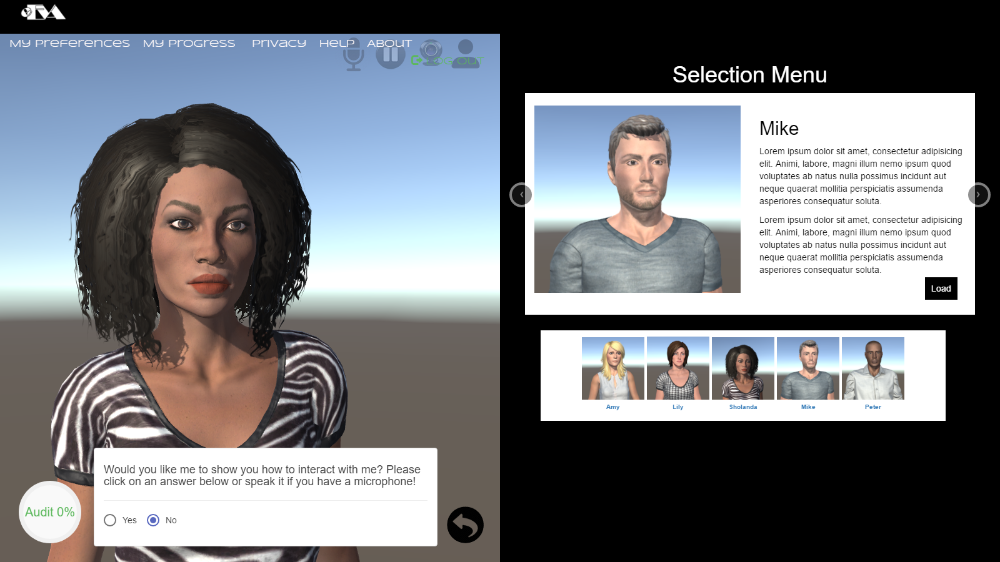 My Preferences My Progress Privacy Help About
Log Out
Selection Menu
Mike
Lorem ipsum dolor sit amet, consectetur adipisicing
elit. Animi, labore, magni illum nemo ipsum quod
voluptates ab natus nulla possimus incidunt aut
neque quaerat mollitia perspiciatis assumenda
asperiores consequatur soluta.
Lorem ipsum dolor sit amet, consectetur adipisicing
elit. Animi, labore, magni illum nemo ipsum quod
voluptates ab natus nulla possimus incidunt aut
neque quaerat mollitia perspiciatis assumenda
asperiores consequatur soluta.
Load
Amy Lily Sholanda Mike Peter
Would you like me to show you how to interact with me? Please
click on an answer below or speak it if you have a microphone!
Yes No
Audit 0%